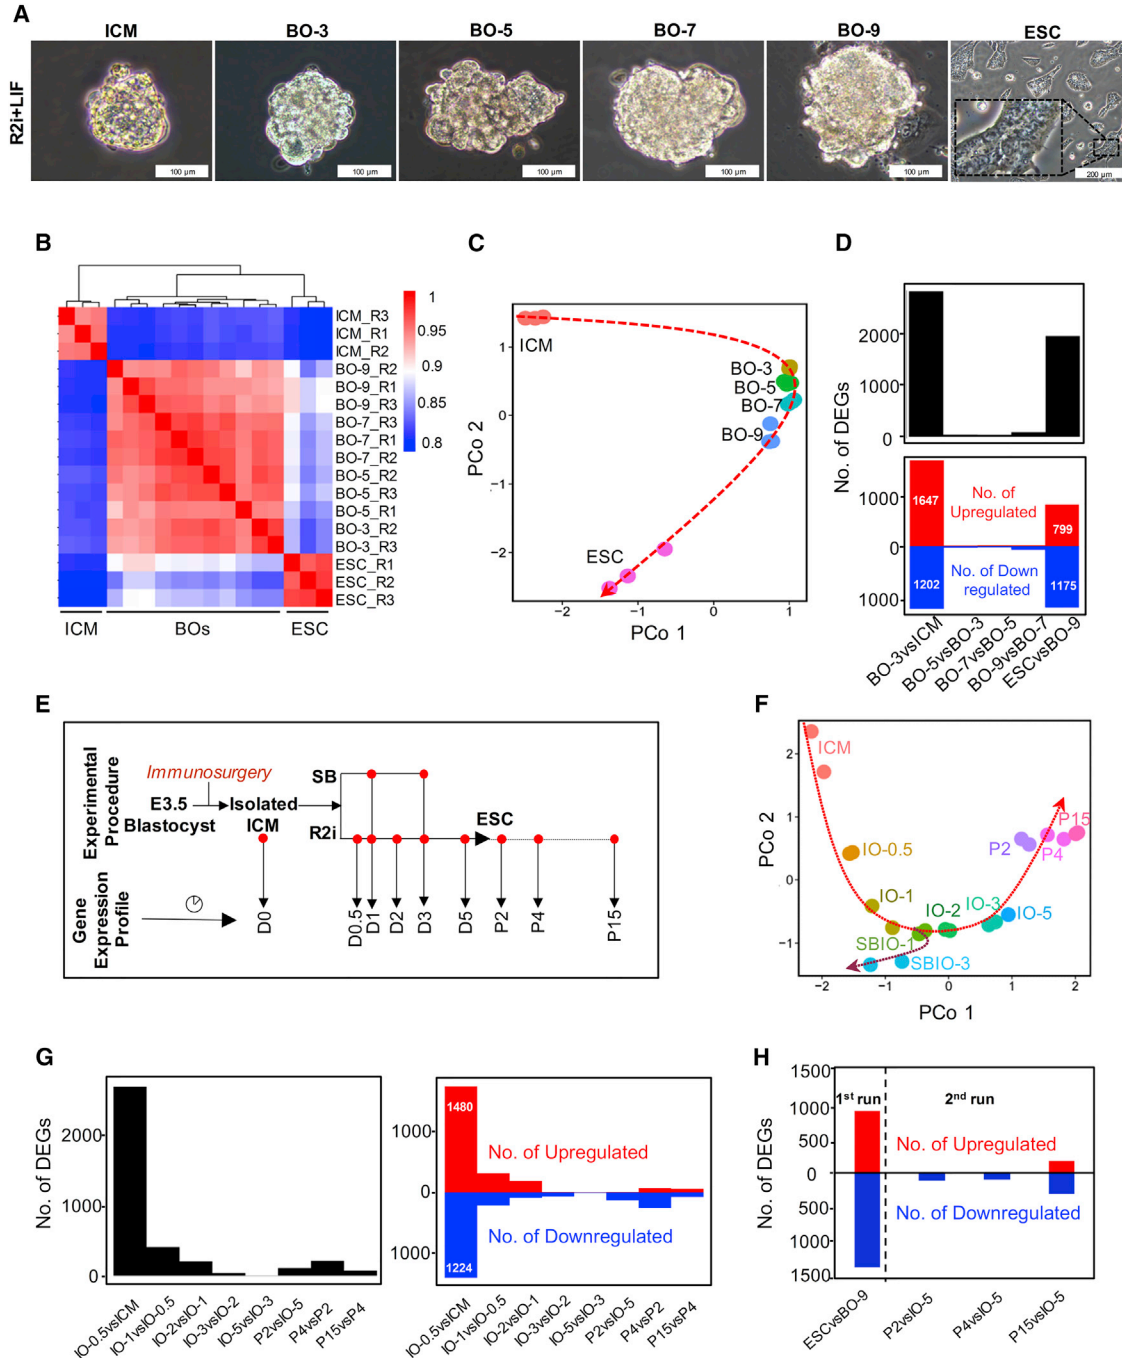 A
ICM
BO-3
BO-5
BO-7
BO-9
ESC
R2i+LIF
100 µm
100 µm
100 µm
100 µm
100 µm
200 µm
B
1
0.95
0.9
0.85
0.8
ICM_R3
ICM_R1
ICM_R2
BO-9_R2
BO-9_R1
BO-9_R3
BO-7_R3
BO-7_R1
BO-7_R2
BO-5_R2
BO-5_R3
BO-5_R1
BO-3_R2
BO-3_R3
ESC_R1
ESC_R2
ESC_R3
ICM
BOs
ESC
C
PCo 2
1
0
−1
−2
ICM
BO-3
BO-5
BO-7
BO-9
ESC
−2
−1
0
1
PCo 1
D
No. of DEGs
2000
1000
0
1000
0
1000
1647
No. of
Upregulated
799
1202
No. of Down
regulated
1175
BO-3vsICM
BO-5vsBO-3
BO-7vsBO-5
BO-9vsBO-7
ESCvsBO-9
E
Experimental
Procedure
Immunosurgery
E3.5
Blastocyst
Isolated
ICM
SB
R2i
ESC
Gene
Expression
Profile
D0
D0.5
D1
D2
D3
D5
P2
P4
P15
F
PCo 2
2
1
0
−1
ICM
IO-0.5
IO-1
IO-2
IO-3
IO-5
SBIO-1
SBIO-3
P2
P4
P15
−2
−1
0
1
2
PCo 1
G
No. of DEGs
2000
1000
0
IO-0.5vsICM
IO-1vsIO-0.5
IO-2vsIO-1
IO-3vsIO-2
IO-5vsIO-3
P2vsIO-5
P4vsP2
P15vsP4
1000
0
1000
1480
No. of Upregulated
No. of Downregulated
1224
IO-0.5vsICM
IO-1vsIO-0.5
IO-2vsIO-1
IO-3vsIO-2
IO-5vsIO-3
P2vsIO-5
P4vsP2
P15vsP4
H
No. of DEGs
1500
1000
500
0
500
1000
1500
1st run
2nd run
No. of Upregulated
No. of Downregulated
ESCvsBO-9
P2vsIO-5
P4vsIO-5
P15vsIO-5